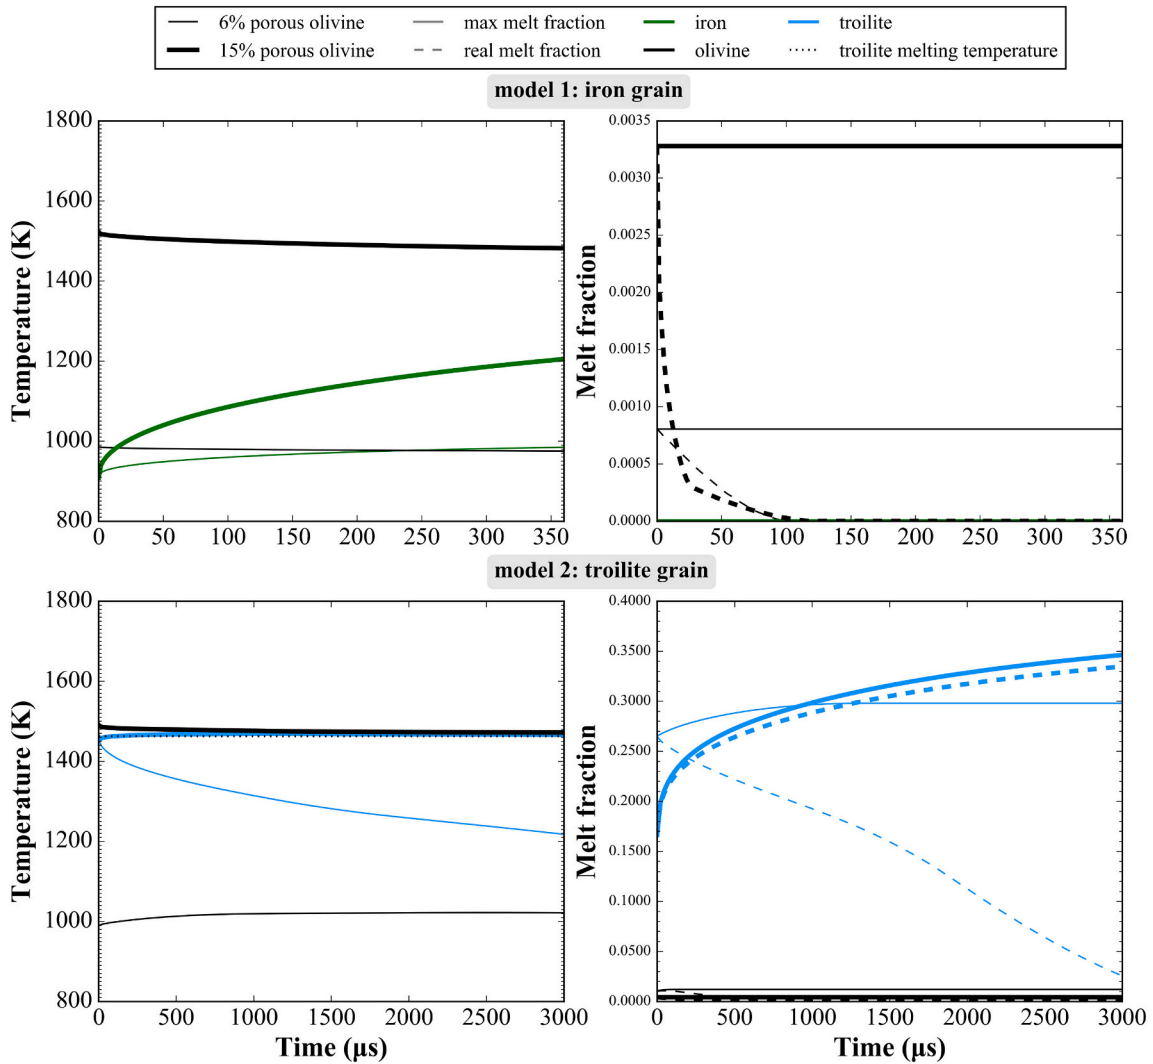 6% porous olivine max melt fraction iron troilite
15% porous olivine real melt fraction olivine troilite melting temperature
model 1: iron grain
Temperature (K)
1800
1600
1400
1200
1000
800
0 50 100 150 200 250 300 350
Melt fraction
0.0035
0.0030
0.0025
0.0020
0.0015
0.0010
0.0005
0.0000
0 50 100 150 200 250 300 350
model 2: troilite grain
Temperature (K)
1800
1600
1400
1200
1000
800
0 500 1000 1500 2000 2500 3000
Time (µs)
Melt fraction
0.4000
0.3500
0.3000
0.2500
0.2000
0.1500
0.1000
0.0500
0.0000
0 500 1000 1500 2000 2500 3000
Time (µs)